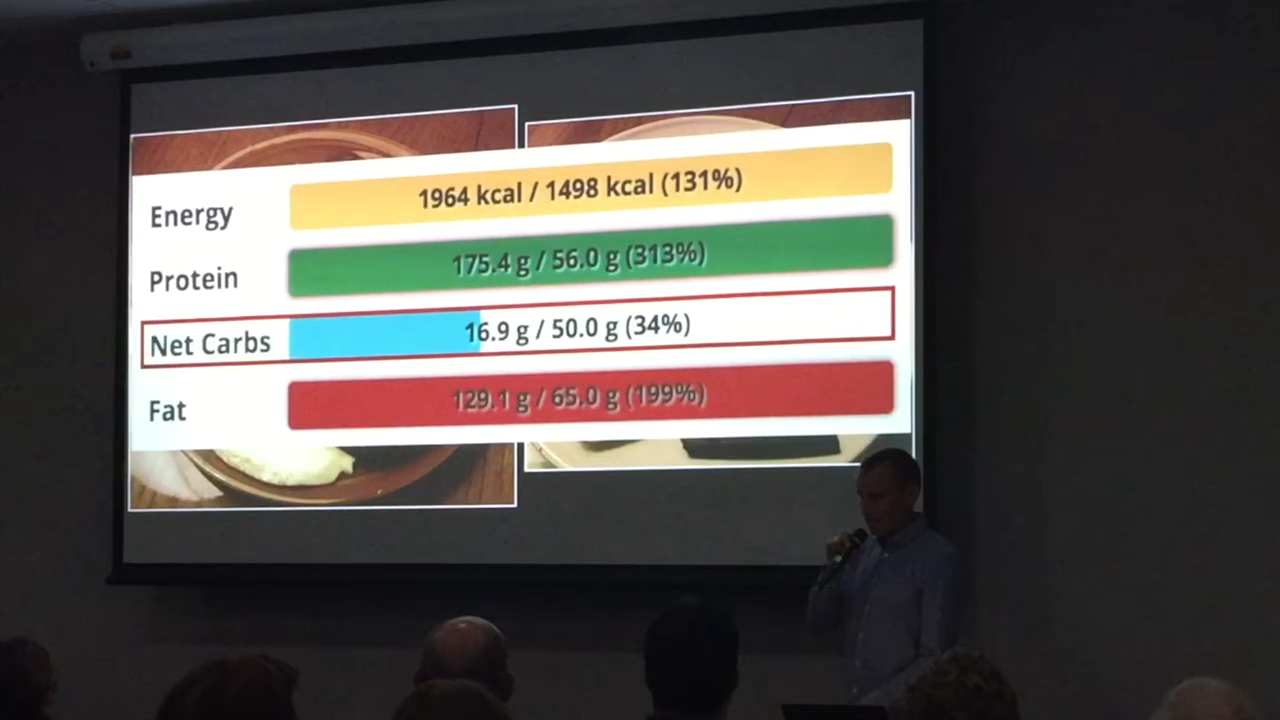 Energy 1964 kcal / 1498 kcal (131%)
Protein 175.4 g / 56.0 g (313%)
Net Carbs 16.9 g / 50.0 g (34%)
Fat 129.1 g / 65.0 g (199%)